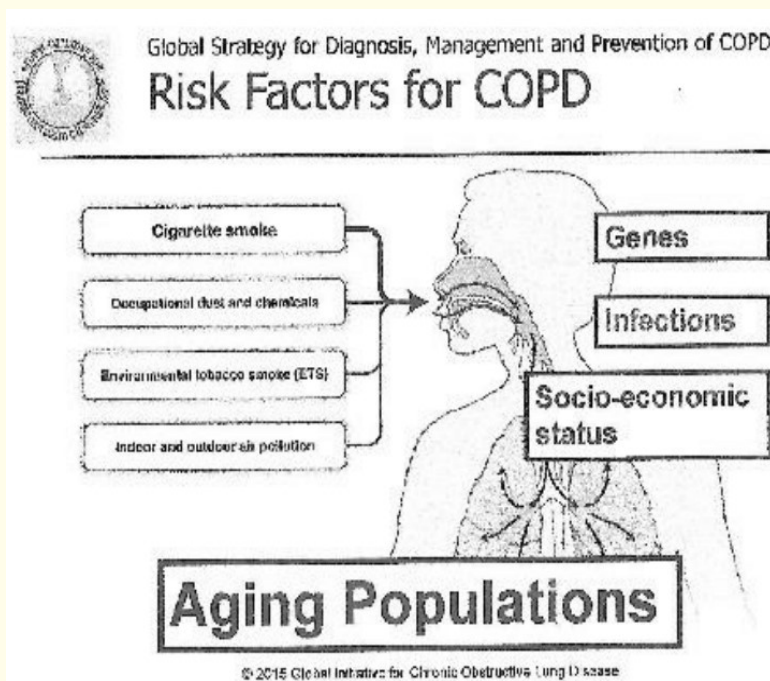 Global Strategy for Diagnosis, Management and Prevention of COPD
Risk Factors for COPD
Cigarette smoke
Occupational dust and chemicals
Environmental tobacco smoke (ETS)
Indoor and outdoor air pollution
Genes
Infections
Socio-economic
status
Aging Populations
© 2015 Global Initiative for Chronic Obstructive Lung Disease